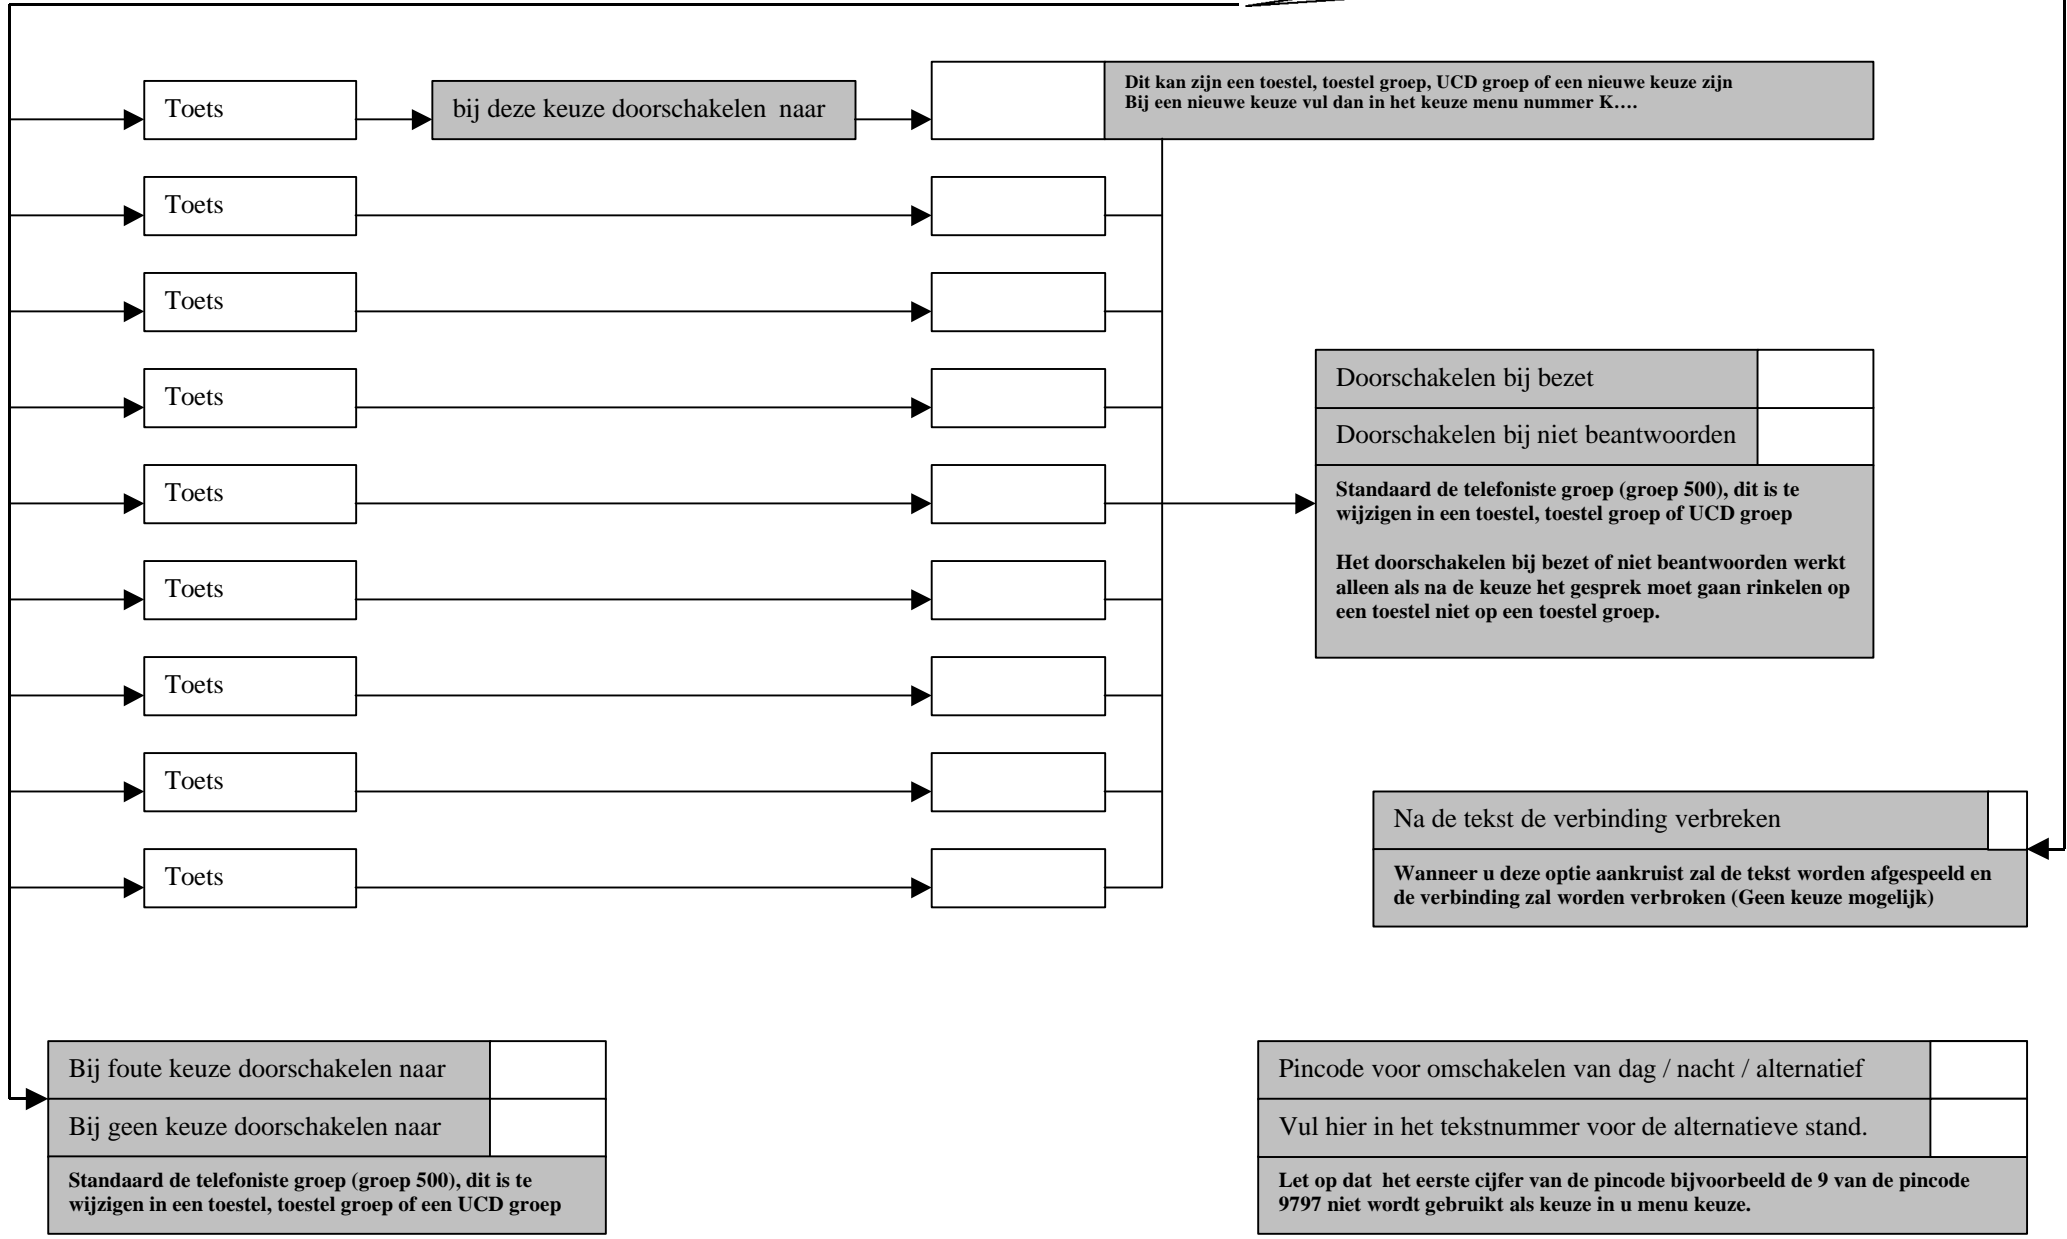 Toets
bij deze keuze doorschakelen  naar
Dit kan zijn een toestel, toestel groep, UCD groep of een nieuwe keuze zijn
Bij een nieuwe keuze vul dan in het keuze menu nummer K….
Toets
Toets
Toets
Toets
Toets
Toets
Toets
Toets
Doorschakelen bij bezet
Doorschakelen bij niet beantwoorden
Standaard de telefoniste groep (groep 500), dit is te
wijzigen in een toestel, toestel groep of UCD groep
Het doorschakelen bij bezet of niet beantwoorden werkt
alleen als na de keuze het gesprek moet gaan rinkelen op
een toestel niet op een toestel groep.
Na de tekst de verbinding verbreken
Wanneer u deze optie aankruist zal de tekst worden afgespeeld en
de verbinding zal worden verbroken (Geen keuze mogelijk)
Bij foute keuze doorschakelen naar
Bij geen keuze doorschakelen naar
Standaard de telefoniste groep (groep 500), dit is te
wijzigen in een toestel, toestel groep of een UCD groep
Pincode voor omschakelen van dag / nacht / alternatief
Vul hier in het tekstnummer voor de alternatieve stand.
Let op dat  het eerste cijfer van de pincode bijvoorbeeld de 9 van de pincode
9797 niet wordt gebruikt als keuze in u menu keuze.